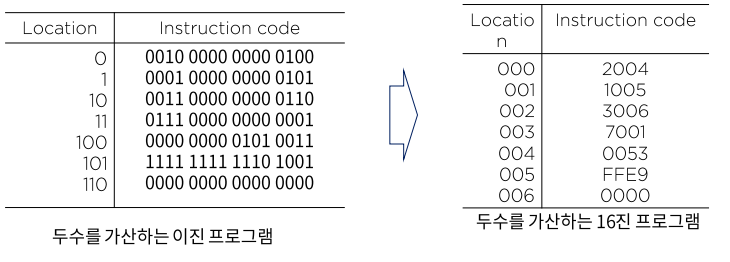 Location Instruction code
0 0010 0000 0000 0100
1 0001 0000 0000 0101
10 0011 0000 0000 0110
11 0111 0000 0000 0001
100 0000 0000 0101 0011
101 1111 1111 1110 1001
110 0000 0000 0000 0000
두수를 가산하는 이진 프로그램
Locatio
n Instruction code
000 2004
001 1005
002 3006
003 7001
004 0053
005 FFE9
006 0000
두수를 가산하는 16진 프로그램